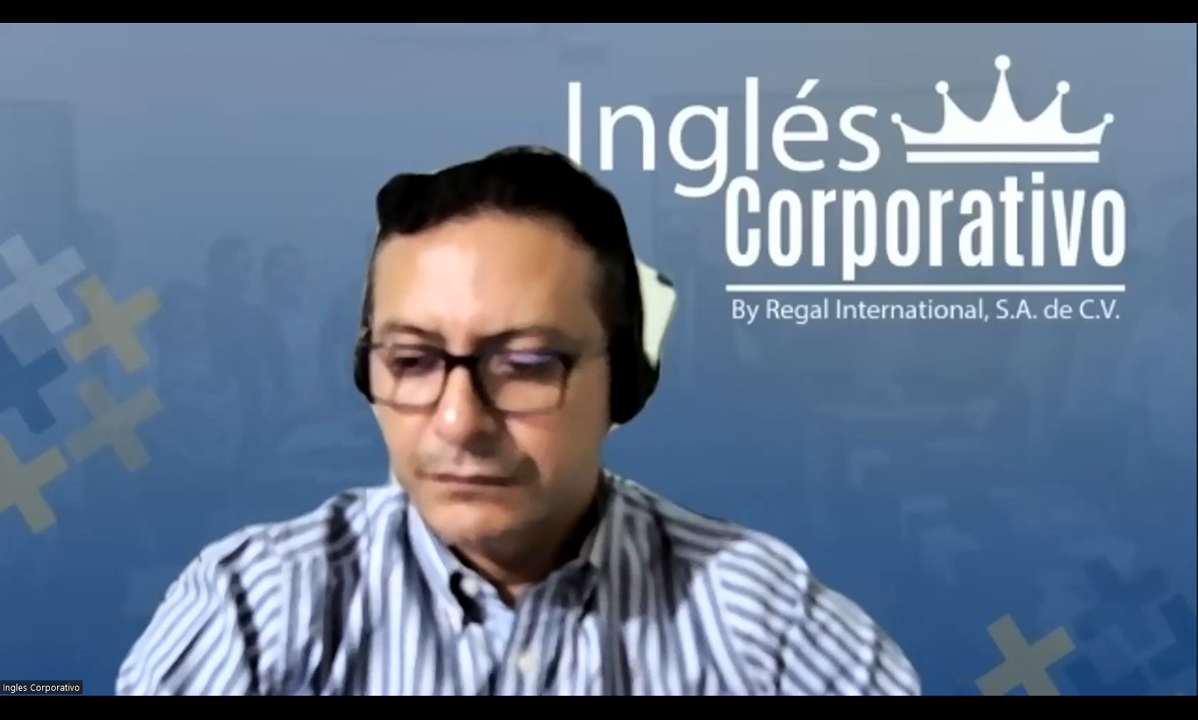 Inglés
Corporativo
By Regal International, S.A. de C.V.
Ingles Corporativo